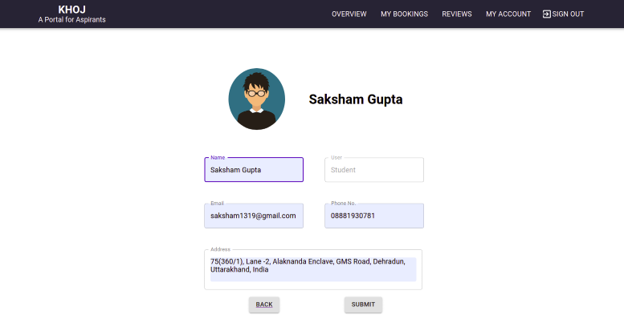 KHOJ
A Portal for Aspirants
OVERVIEW MY BOOKINGS REVIEWS MY ACCOUNT SIGN OUT
Saksham Gupta
Name
Saksham Gupta
User
Student
Email
saksham1319@gmail.com
Phone No.
08881930781
Address
75(360/1), Lane -2, Alaknanda Enclave, GMS Road, Dehradun,
Uttarakhand, India
BACK SUBMIT